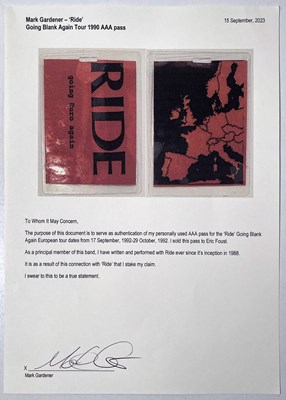 Mark Gardener – 'Ride'
Going Blank Again Tour 1990 AAA pass
15 September, 2023
RIDE
going €uro again
To Whom It May Concern,
The purpose of this document is to serve as authentication of my personally used AAA pass for the 'Ride' Going Blank
Again European tour dates from 17 September, 1992-29 October, 1992. I sold this pass to Eric Foust.
As a principal member of this band, I have written and performed with Ride ever since it's inception in 1988.
It is as a result of this connection with 'Ride' that I stake my claim.
I swear to this to be a true statement.
X
Mark Gardener